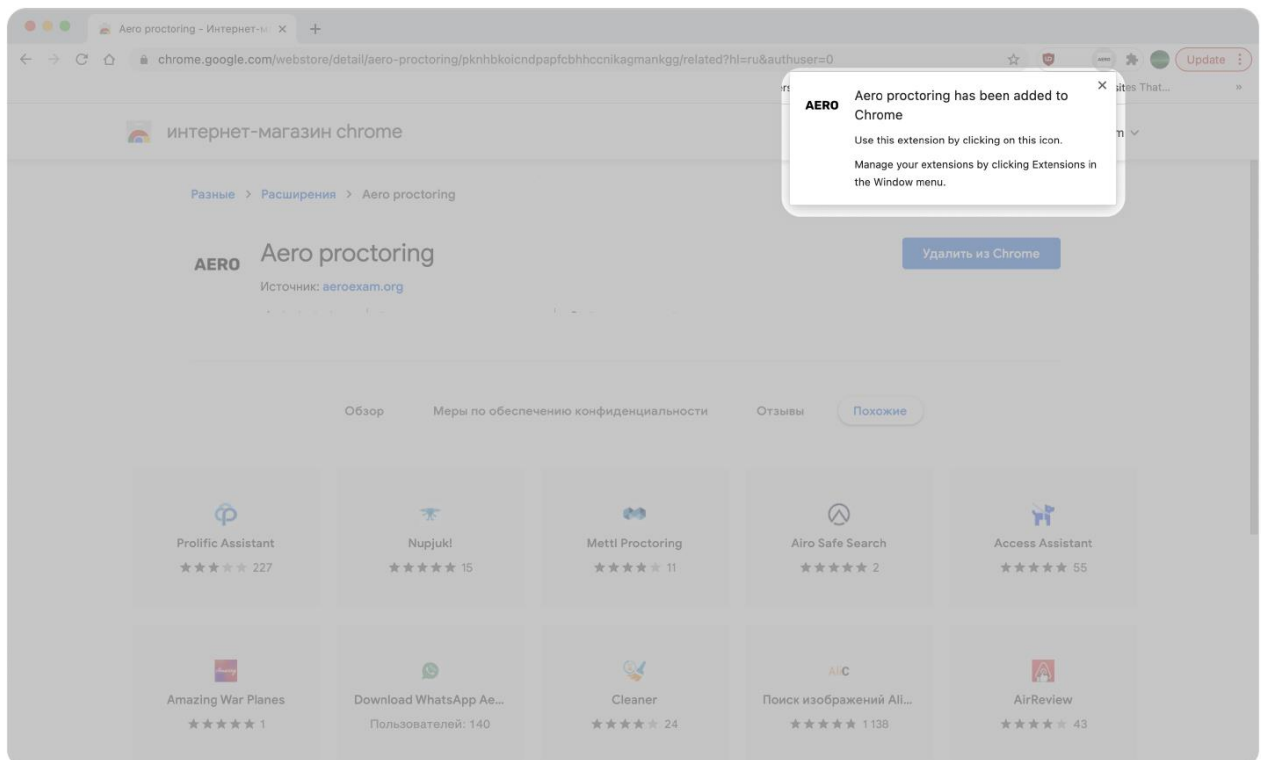 Aero proctoring - Интернет-м
chrome.google.com/webstore/detail/aero-proctoring/pknhbkoicndpapfcbhhccnikagmankgg/related?hl=ru&authuser=0
Update
sites That...
»
интернет-магазин chrome
AERO
Aero proctoring has been added to
Chrome
Use this extension by clicking on this icon.
Manage your extensions by clicking Extensions in
the Window menu.
Разные > Расширения > Aero proctoring
AERO
Aero proctoring
Удалить из Chrome
Источник: aeroexam.org
Обзор
Меры по обеспечению конфиденциальности
Отзывы
Похожие
Prolific Assistant
227
Nupjuk!
15
Mettl Proctoring
11
Airo Safe Search
2
Access Assistant
55
Amazing War Planes
1
Download WhatsApp Ae...
Пользователей: 140
Cleaner
24
AliC
Поиск изображений Ali...
1 138
AirReview
43